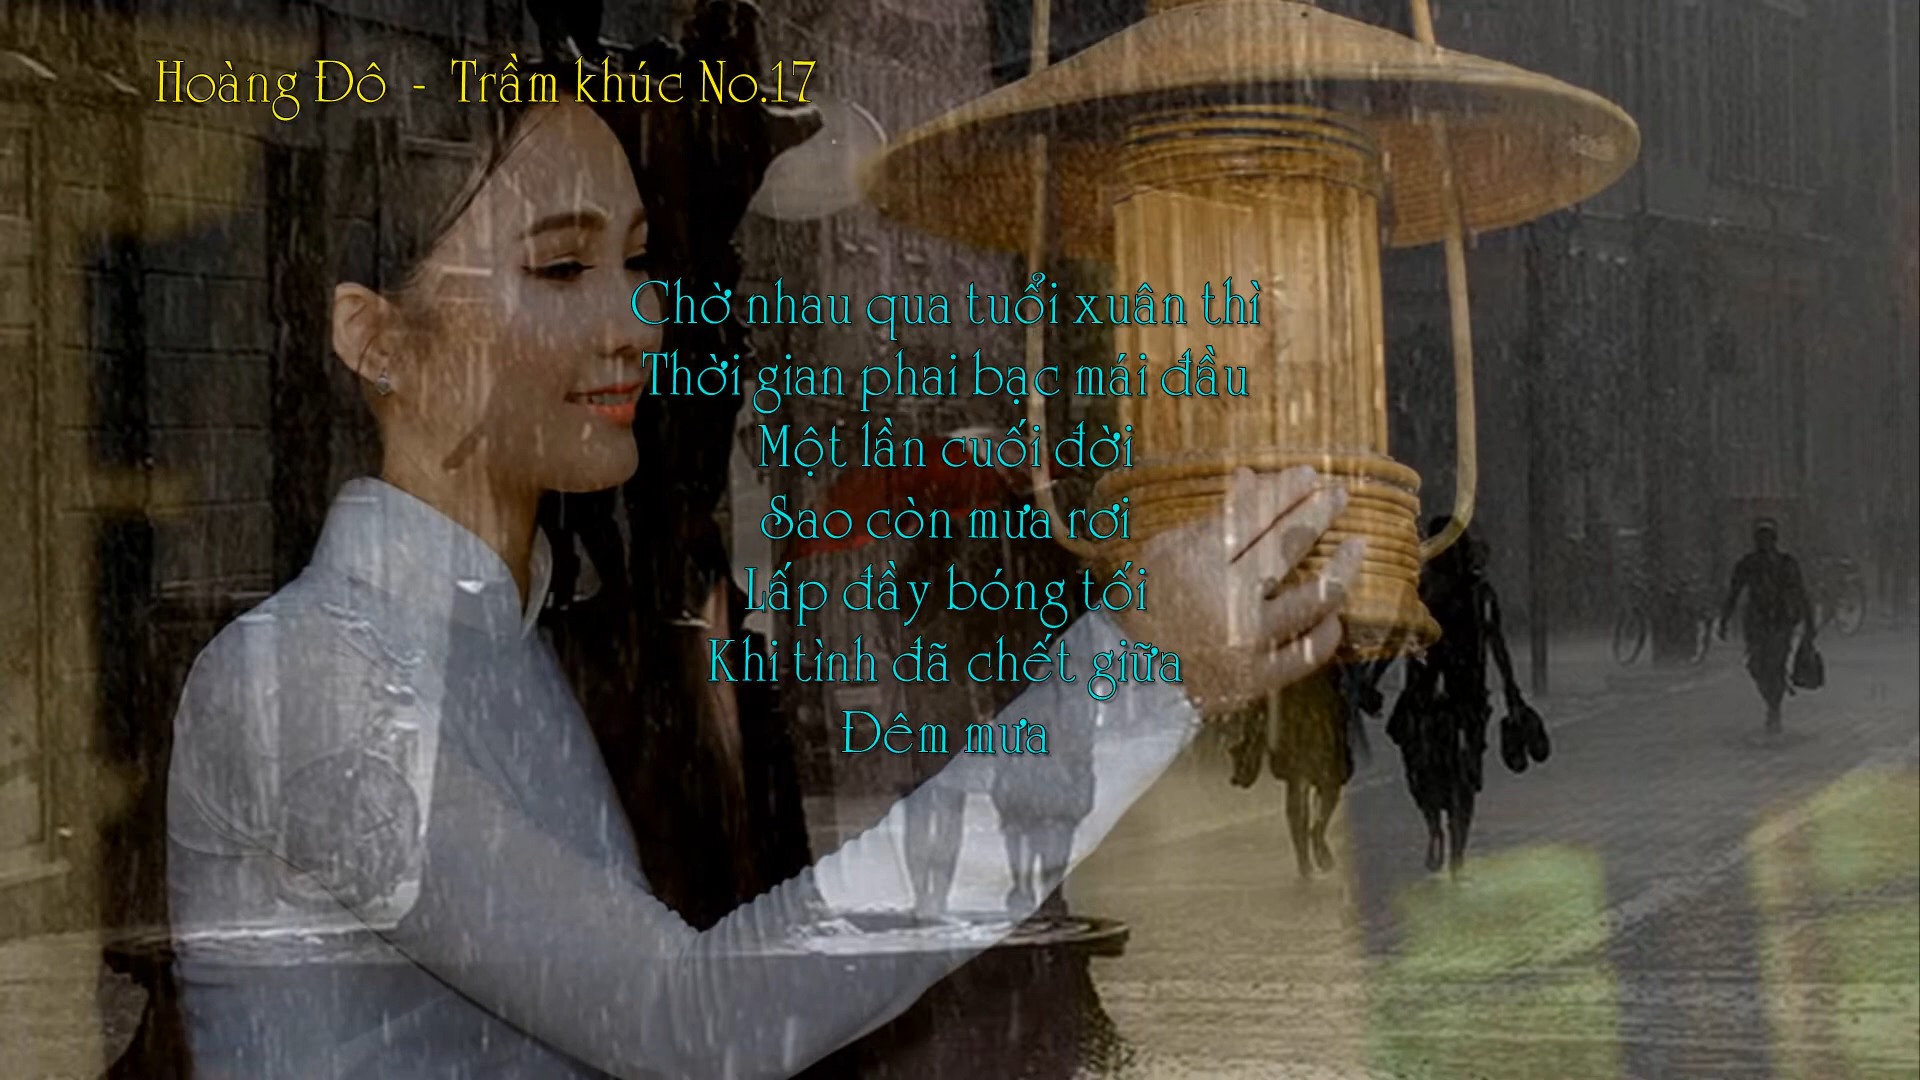 Hoàng Đô - Trầm khúc No.17
Chờ nhau qua tuổi xuân thì
Thời gian phai bạc mái đầu
Một lần cuối đời
Sao còn mưa rơi
Lấp đầy bóng tối
Khi tình đã chết giữa
Đêm mưa